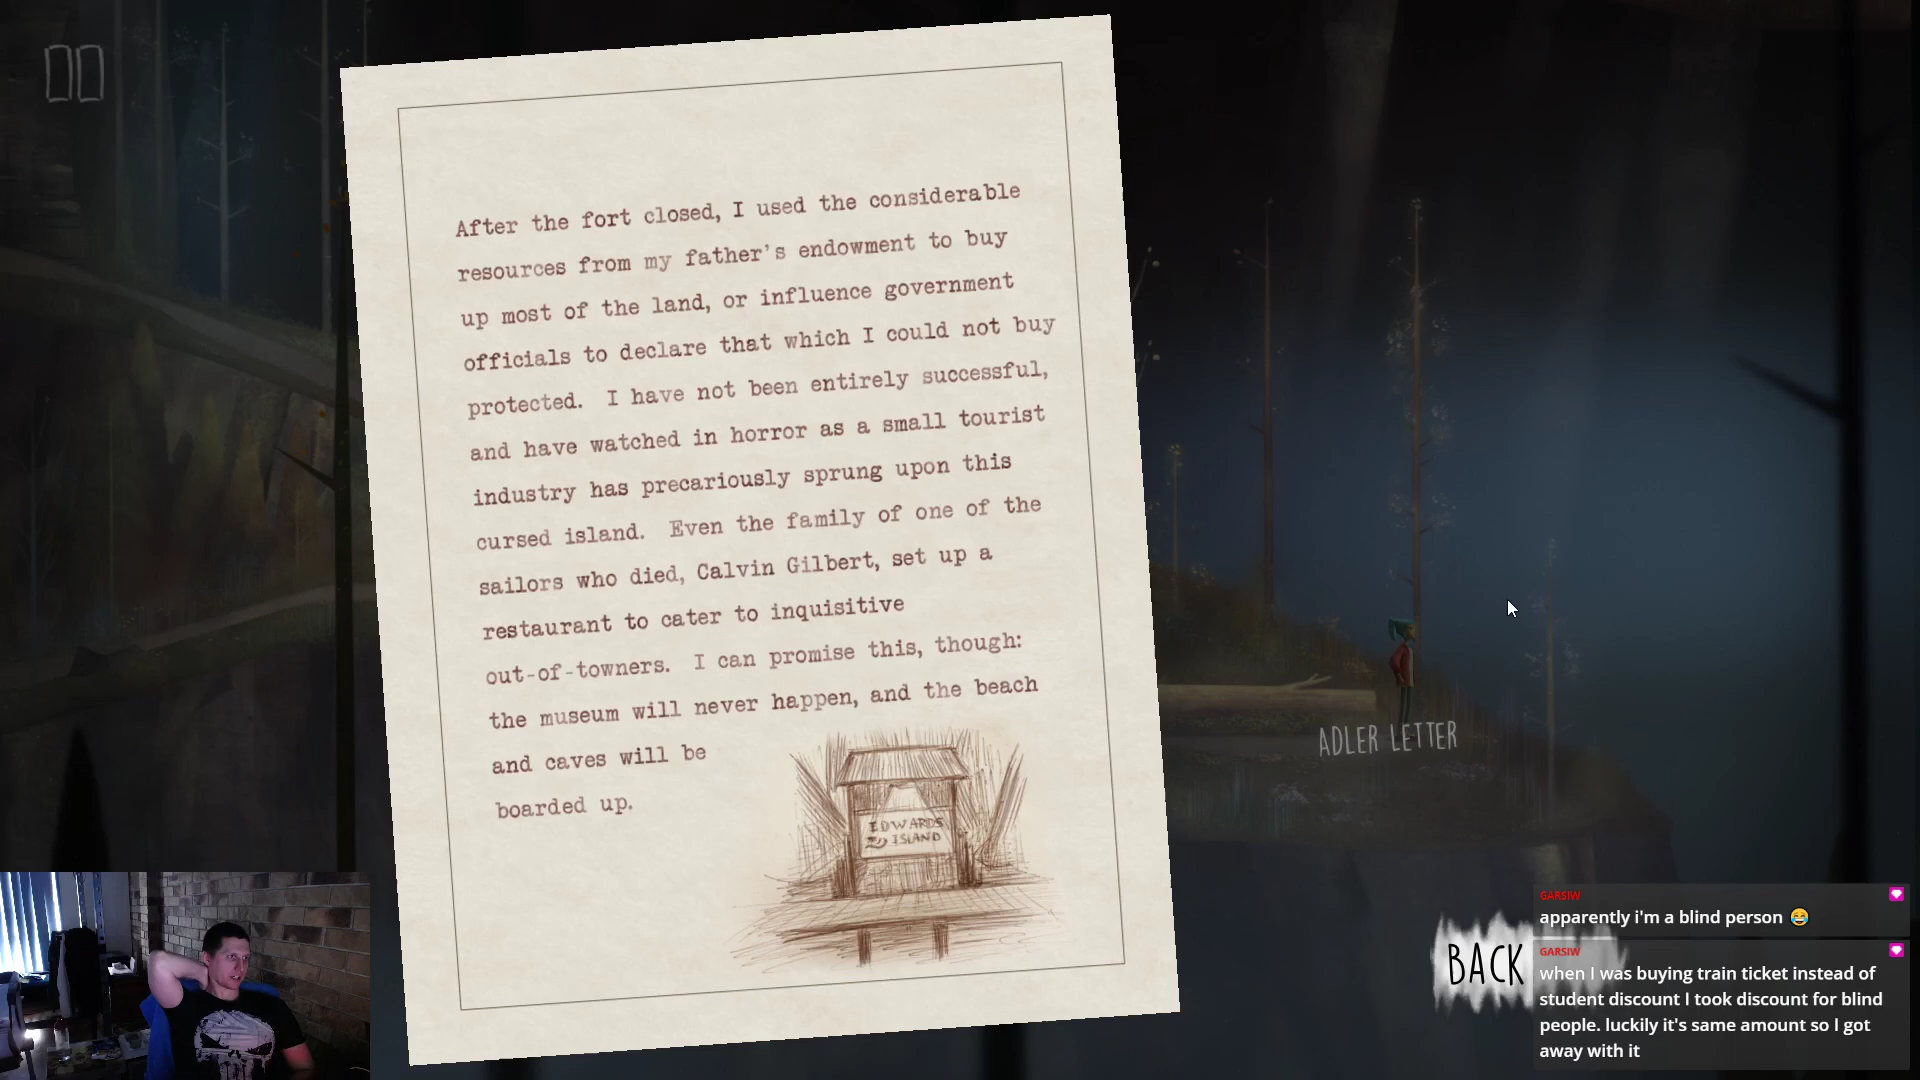 After the fort closed, I used the considerable
resources from my father's endowment to buy
up most of the land, or influence government
officials to declare that which I could not buy
protected.  I have not been entirely successful,
and have watched in horror as a small tourist
industry has precariously sprung upon this
cursed island.  Even the family of one of the
sailors who died, Calvin Gilbert, set up a
restaurant to cater to inquisitive
out-of-towners.  I can promise this, though:
the museum will never happen, and the beach
and caves will be
boarded up.
EDWARDS
ISLAND
ADLER LETTER
BACK
GARSIW
apparently i'm a blind person 😂
GARSIW
when I was buying train ticket instead of
student discount I took discount for blind
people. luckily it's same amount so I got
away with it